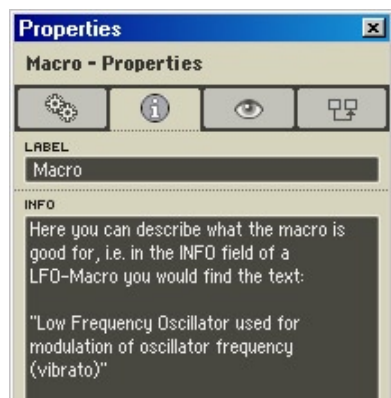 Properties
Macro - Properties
LABEL
Macro
INFO
Here you can describe what the macro is
good for, i.e. in the INFO field of a
LFO-Macro you would find the text:
"Low Frequency Oscillator used for
modulation of oscillator frequency
(vibrato)"